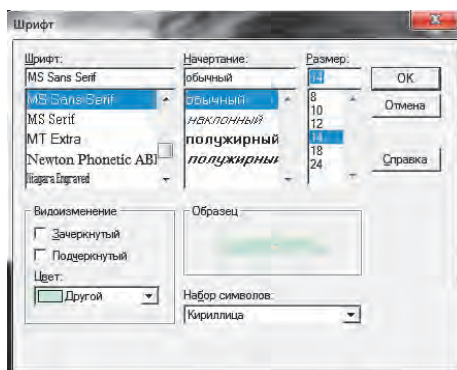 Шрифт
Шрифт:
MS Sans Serif
MS Sans Serif
MS Serif
MT Extra
Newton Phonetic ABI
Niagara Engraved
Начертание:
обычный
обычный
наклонный
полужирный
полужирный
Размер:
14
8
10
12
14
18
24
OK
Отмена
Справка
Видоизменение
Зачеркнутый
Подчеркнутый
Цвет:
Другой
Образец
Набор символов:
Кириллица